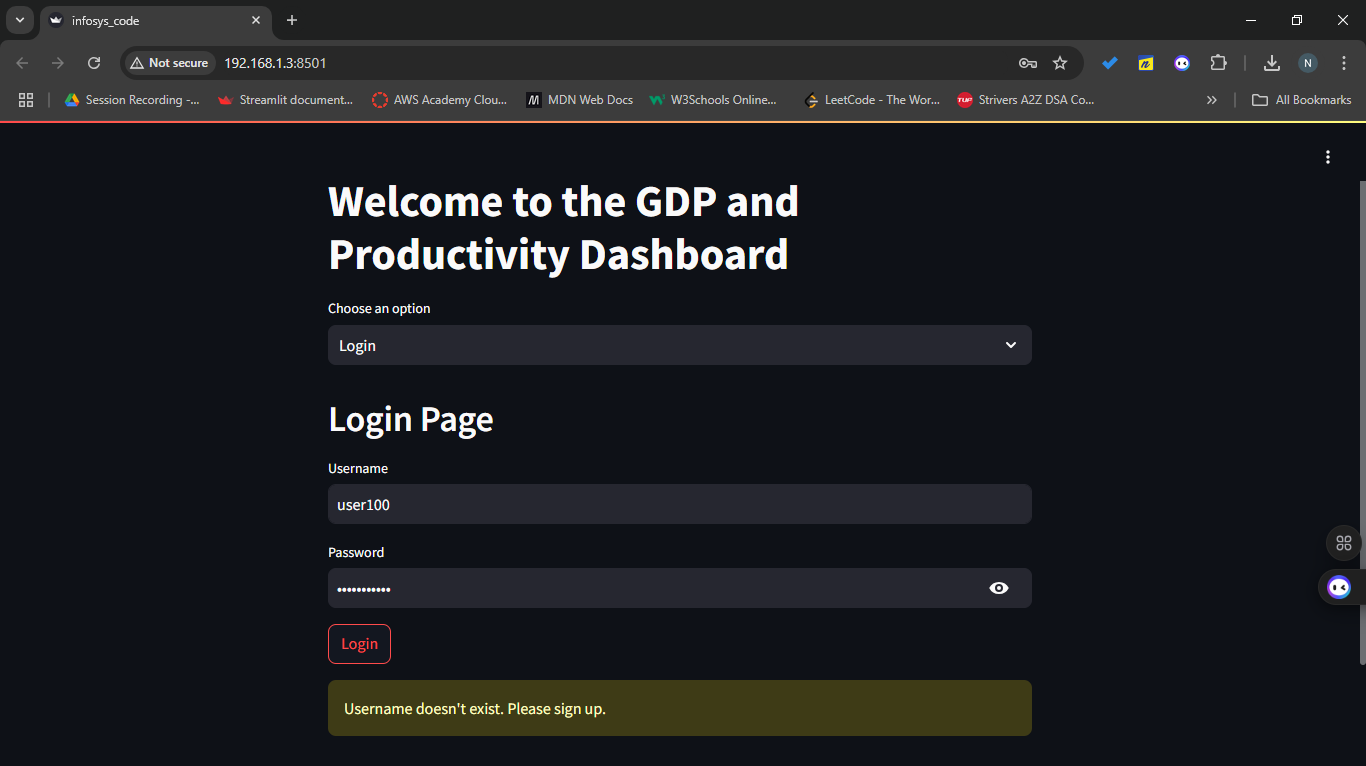 infosys_code
Not secure
192.168.1.3:8501
n
N
Session Recording -...
Streamlit document...
AWS Academy Clou...
M
MDN Web Docs
W3Schools Online...
LeetCode - The Wor...
TUP
Strivers A2Z DSA Co...
All Bookmarks
Welcome to the GDP and
Productivity Dashboard
Choose an option
Login
Login Page
Username
user100
Password
Login
Username doesn't exist. Please sign up.